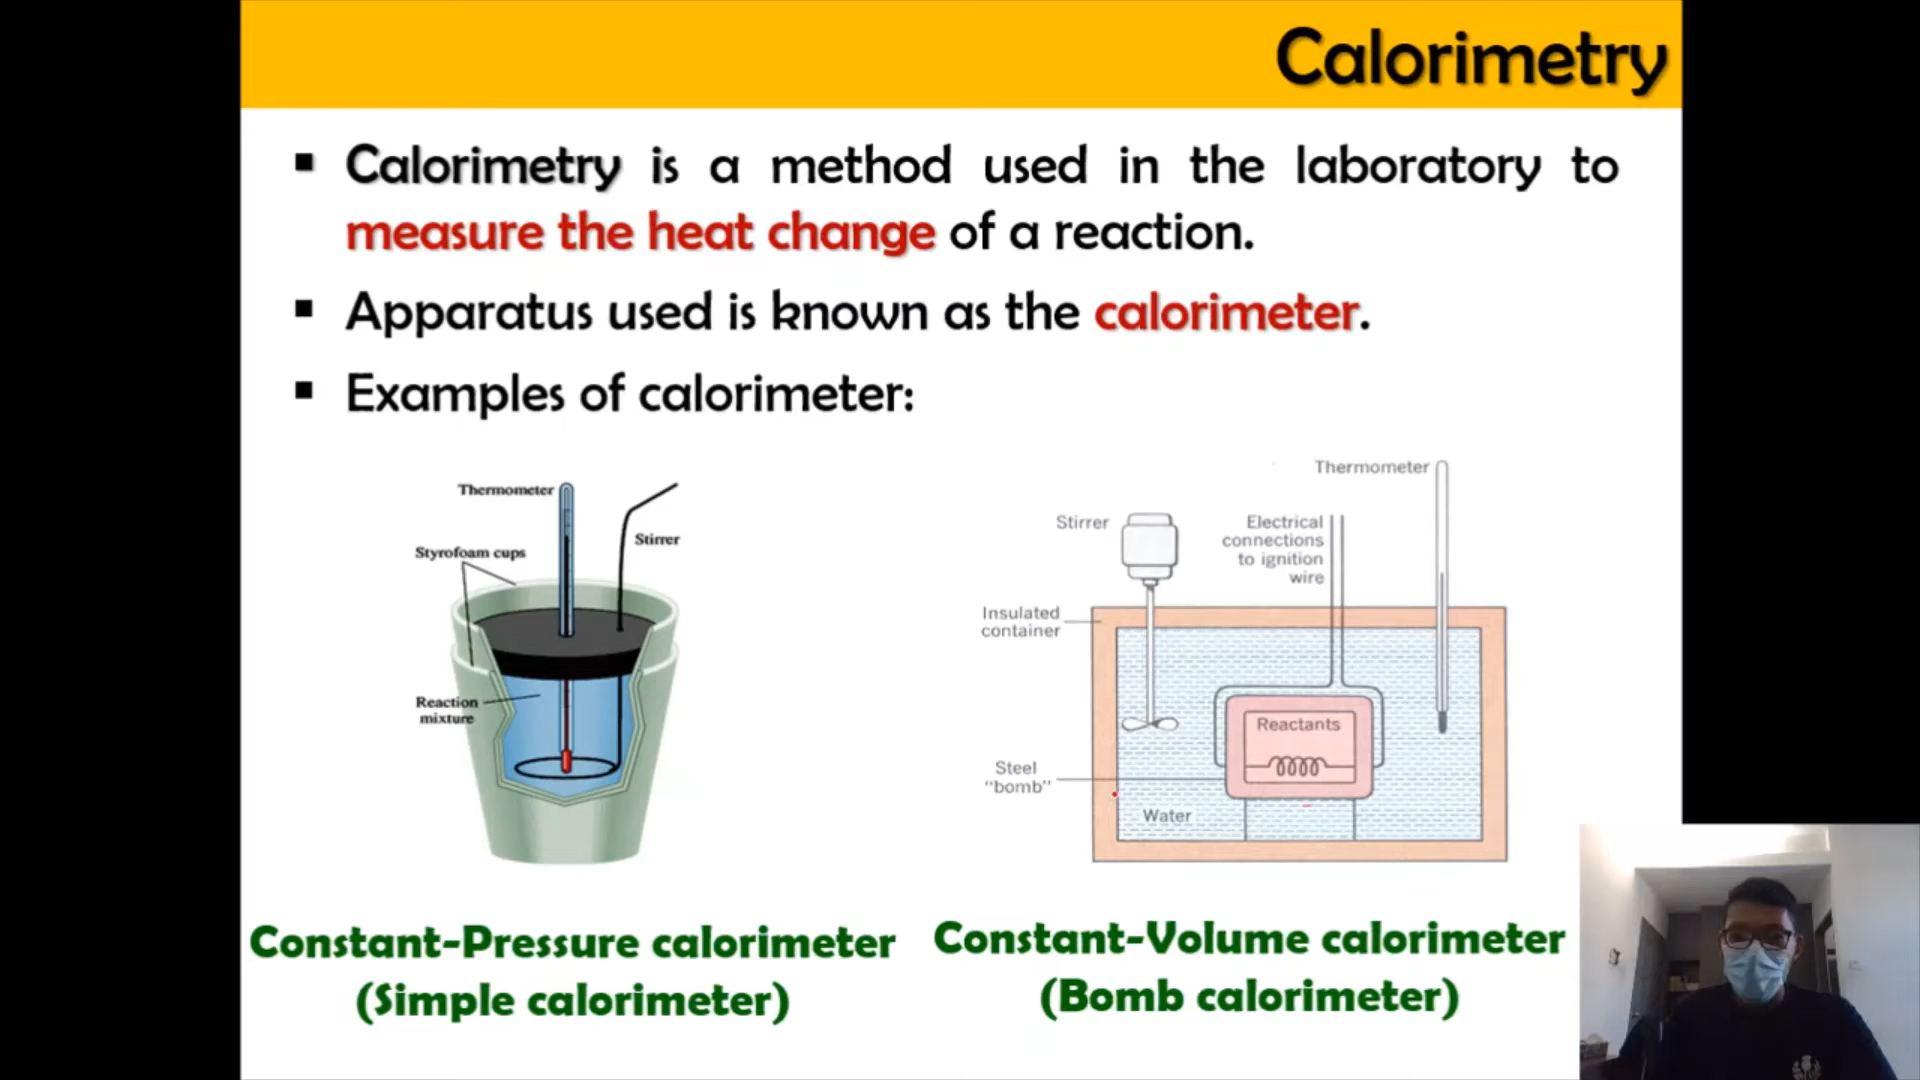 Calorimetry
▪ Calorimetry is a method used in the laboratory to
measure the heat change of a reaction.
▪ Apparatus used is known as the calorimeter.
▪ Examples of calorimeter:
Thermometer
Stirrer
Styrofoam cups
Reaction
mixture
Constant-Pressure calorimeter
(Simple calorimeter)
Thermometer
Stirrer
Electrical
connections
to ignition
wire
Insulated
container
Reactants
Steel
"bomb"
Water
Constant-Volume calorimeter
(Bomb calorimeter)